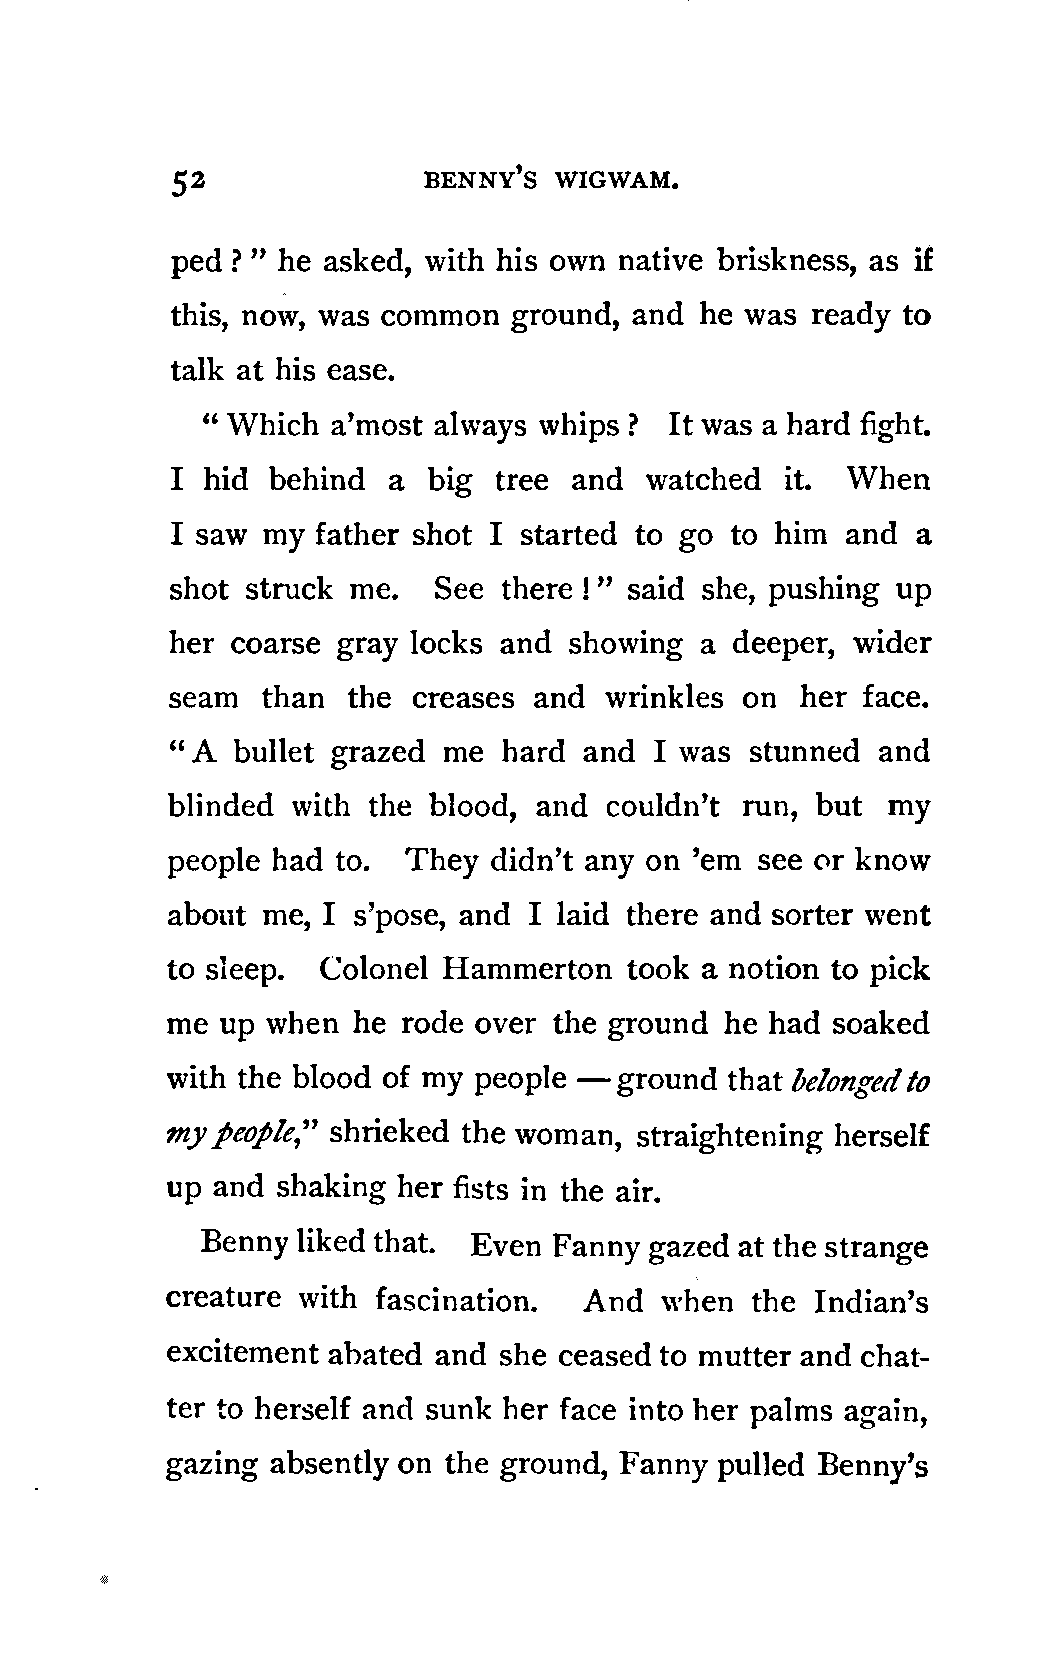 52 BENNY'S WIGWAM.
ped ? " he asked, with his own native briskness, as if
this, now, was common ground, and he was ready to
talk at his ease.
" Which a'most always whips ? It was a hard fight.
I hid behind a big tree and watched it. When
I saw my father shot I started to go to him and a
shot struck me. See there ! " said she, pushing up
her coarse gray locks and showing a deeper, wider
seam than the creases and wrinkles on her face.
" A bullet grazed me hard and I was stunned and
blinded with the blood, and couldn't run, but my
people had to. They didn't any on 'em see or know
about me, I s'pose, and I laid there and sorter went
to sleep. Colonel Hammerton took a notion to pick
me up when he rode over the ground he had soaked
with the blood of my people — ground that belonged to
my people," shrieked the woman, straightening herself
up and shaking her fists in the air.
Benny liked that. Even Fanny gazed at the strange
creature with fascination. And when the Indian's
excitement abated and she ceased to mutter and chat-
ter to herself and sunk her face into her palms again,
gazing absently on the ground, Fanny pulled Benny's